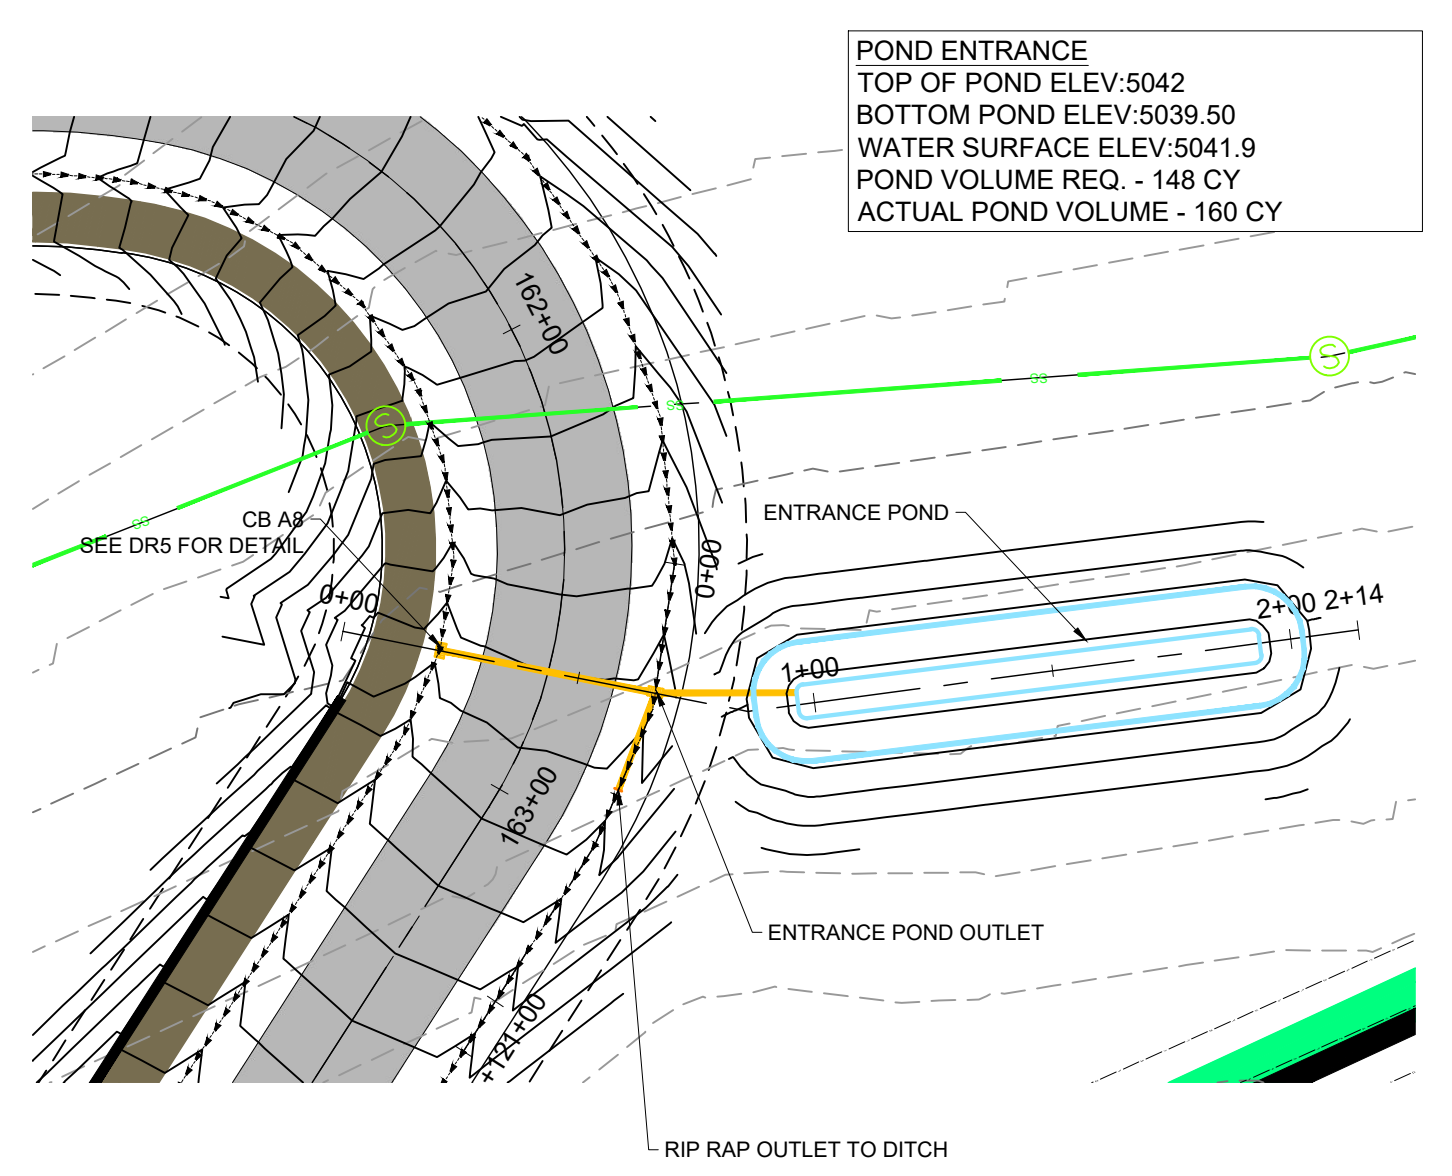 POND ENTRANCE
TOP OF POND ELEV:5042
BOTTOM POND ELEV:5039.50
WATER SURFACE ELEV:5041.9
POND VOLUME REQ. - 148 CY
ACTUAL POND VOLUME - 160 CY
162+00
S
SS
SS
S
SS
CB A8
SEE DR5 FOR DETAIL
ENTRANCE POND
0+00
0+00
1+00
2+00 2+14
163+00
ENTRANCE POND OUTLET
+121+00
RIP RAP OUTLET TO DITCH